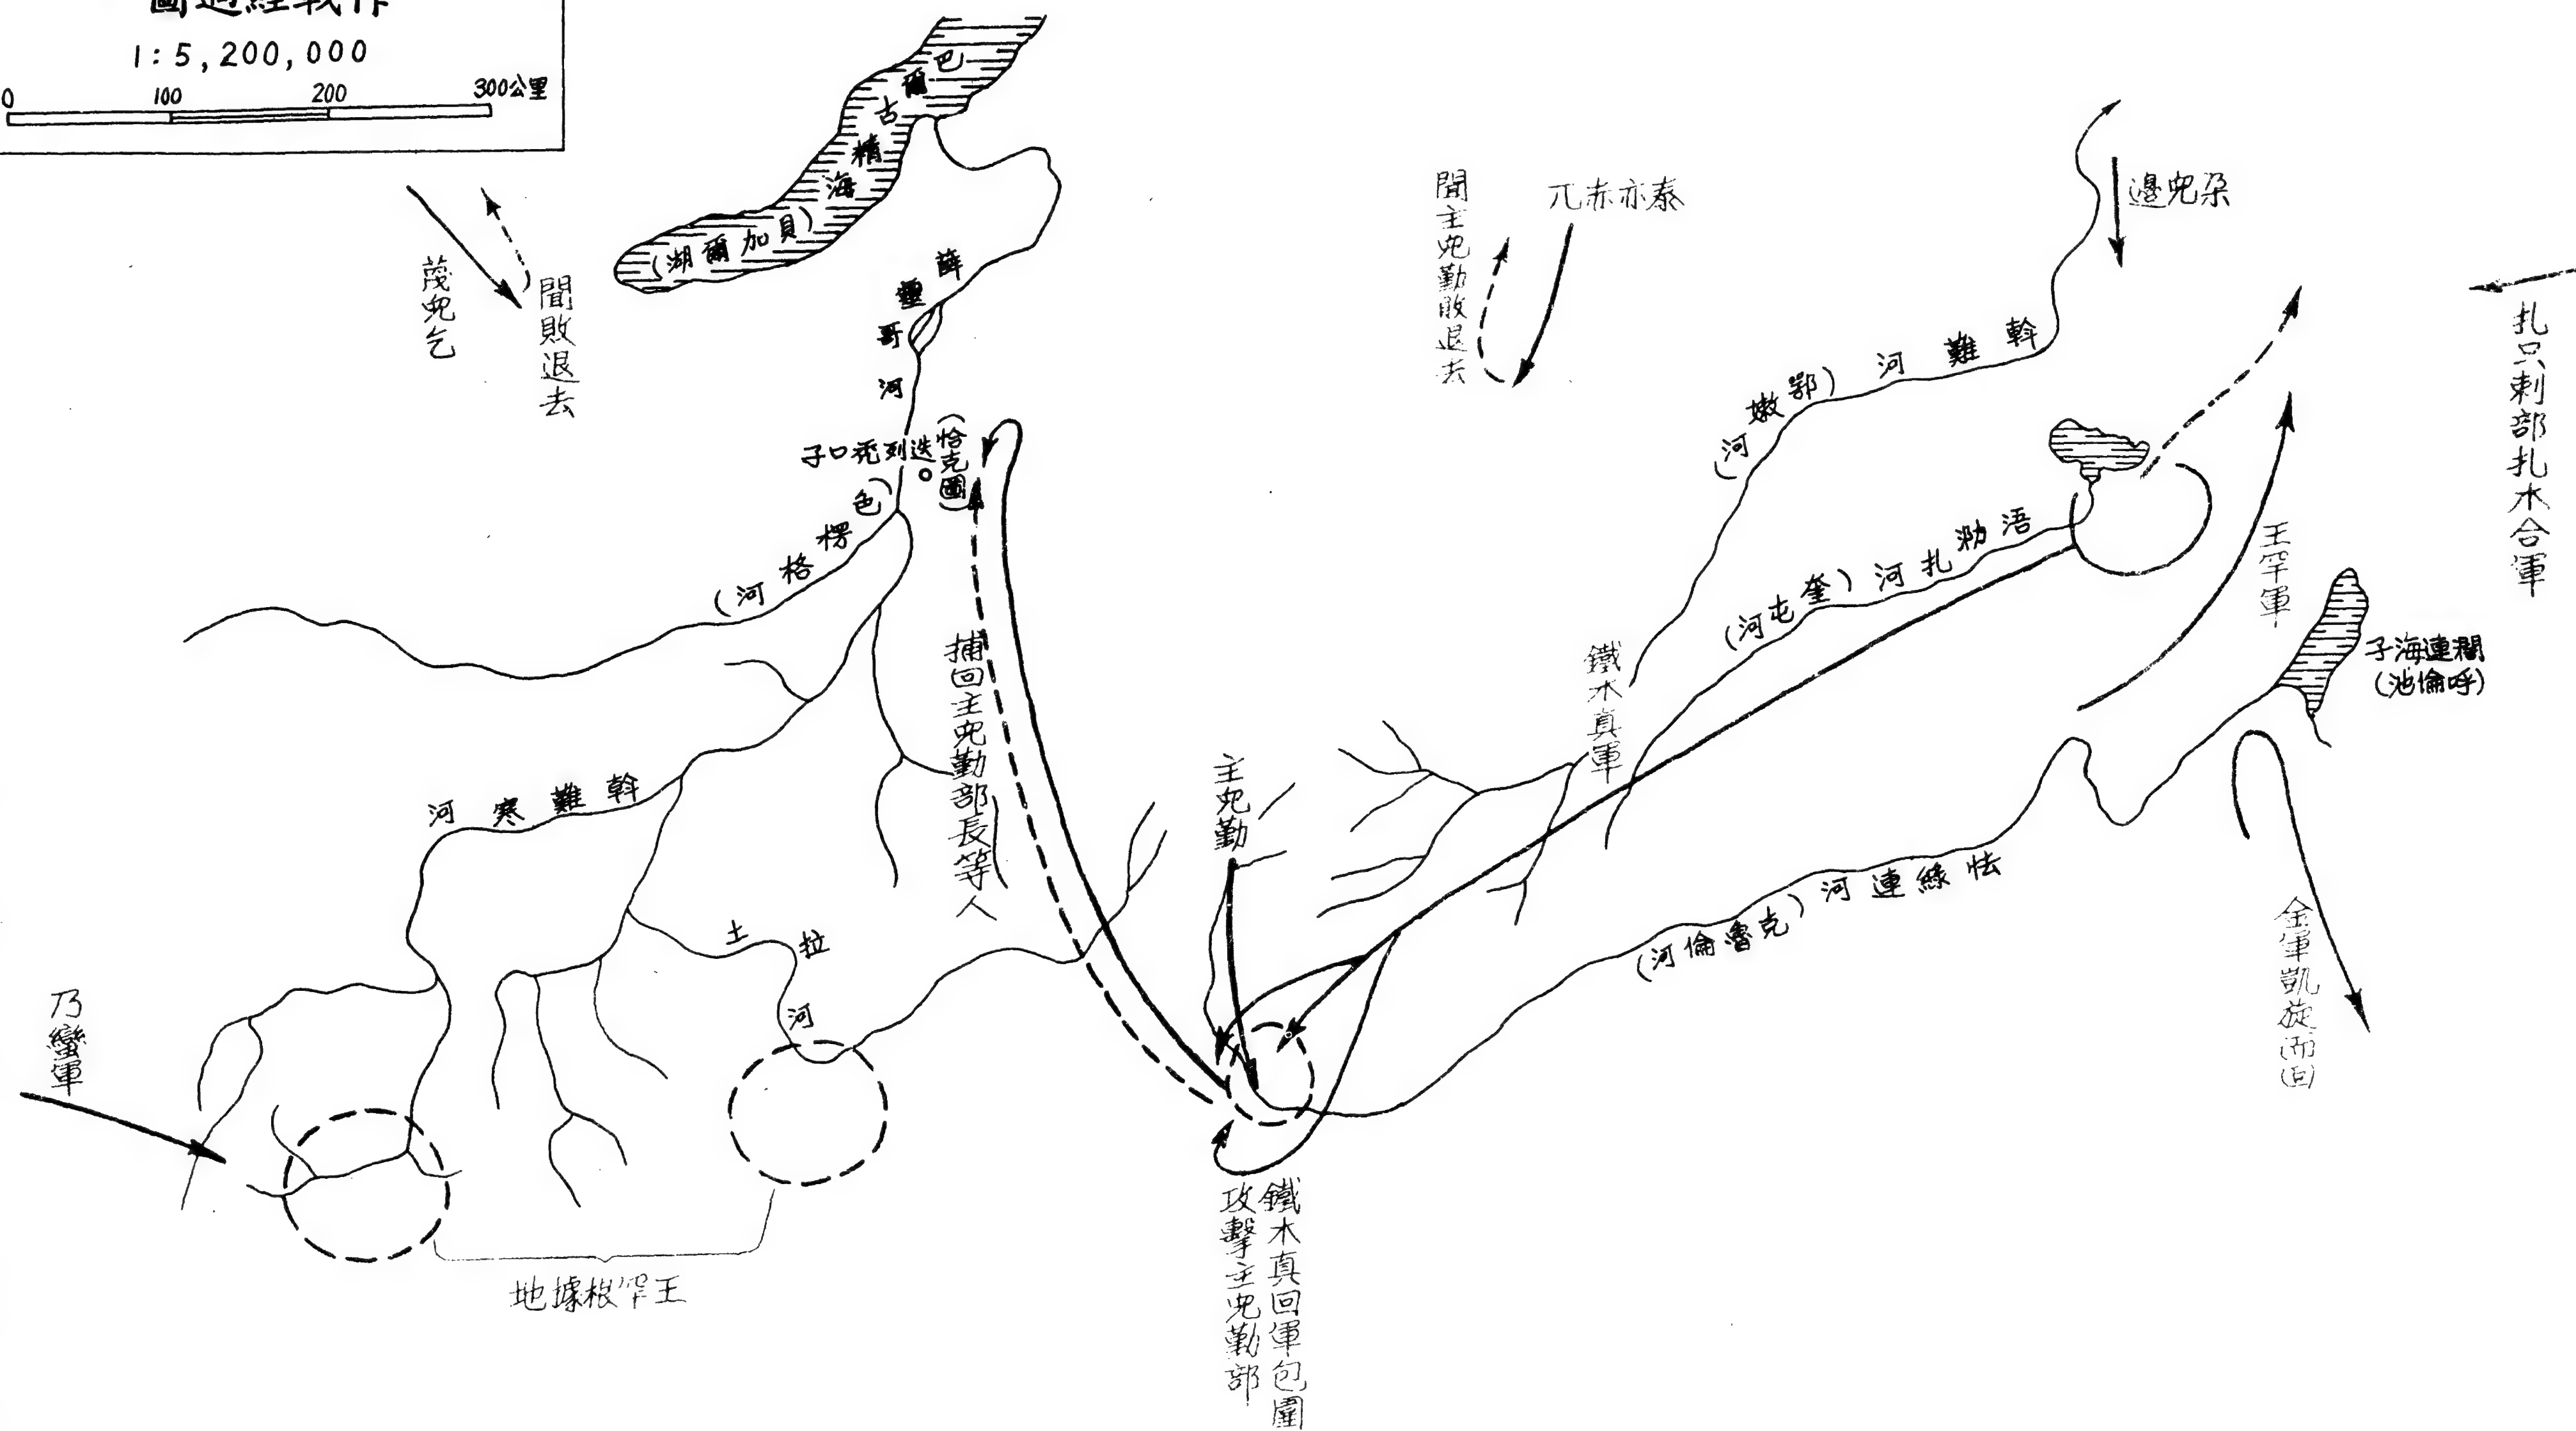 作戰經過圖
1:5,200,000
0 100 200 300公里
巴爾古精海
(貝加爾湖)
薛靈哥河
(色楞格河)
迭列禿口子
(恰克圖)
蔑兒乞
聞敗退去
泰亦赤兀
聞主兒勤敗退去
朵兒邊
扎只剌部扎木合軍
斡難河(鄂嫩河)
浯泐扎河(奎屯河)
王罕軍
闊連海子
(呼倫池)
鐵木真軍
捕回主兒勤部長等人
主兒勤
斡難寒河
土拉河
怯綠連河(克魯倫河)
金軍凱旋而回
乃蠻軍
王罕根據地
鐵木真回軍包圍
攻擊主兒勤部